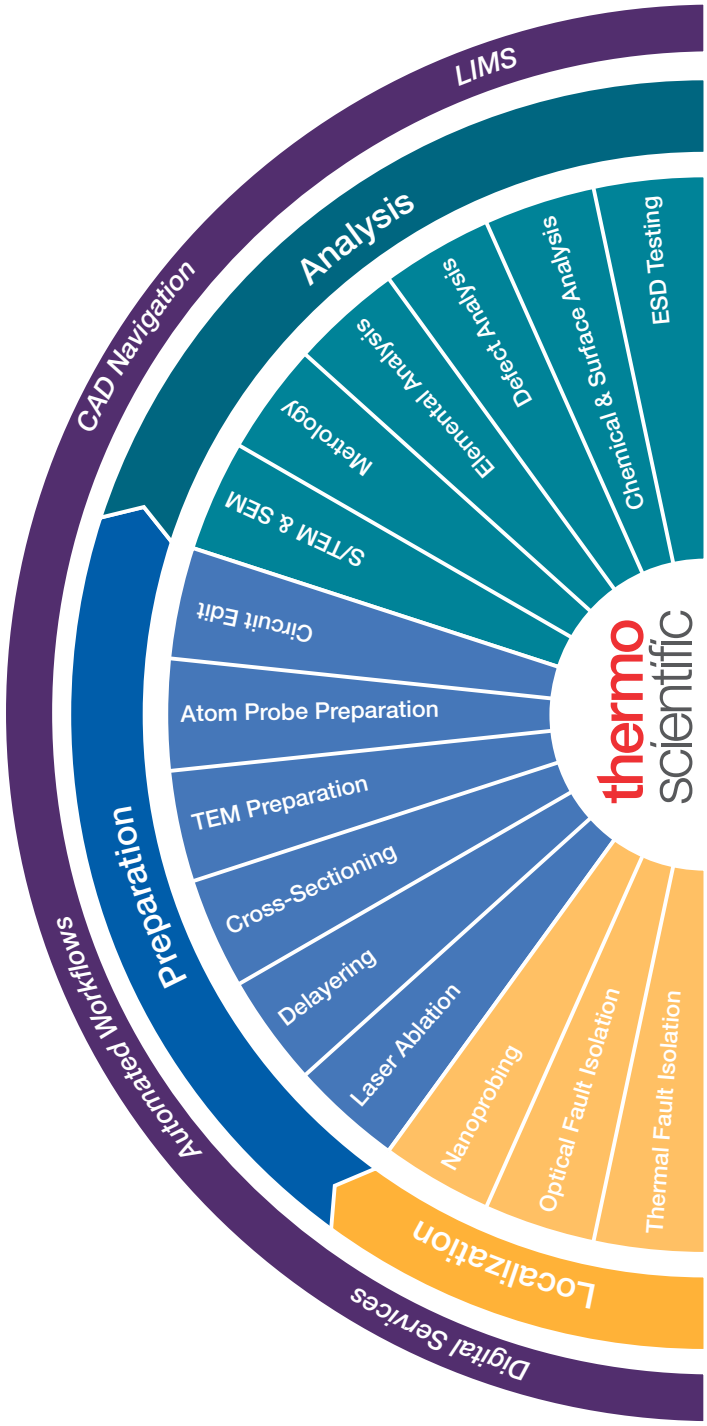 LIMS
CAD Navigation
Automated Workflows
Digital Services
Analysis
Preparation
Localization
ESD Testing
Chemical & Surface Analysis
Defect Analysis
Elemental Analysis
Metrology
S/TEM & SEM
Circuit Edit
Atom Probe Preparation
TEM Preparation
Cross-Sectioning
Delayering
Laser Ablation
Nanoprobing
Optical Fault Isolation
Thermal Fault Isolation
thermo
scientific